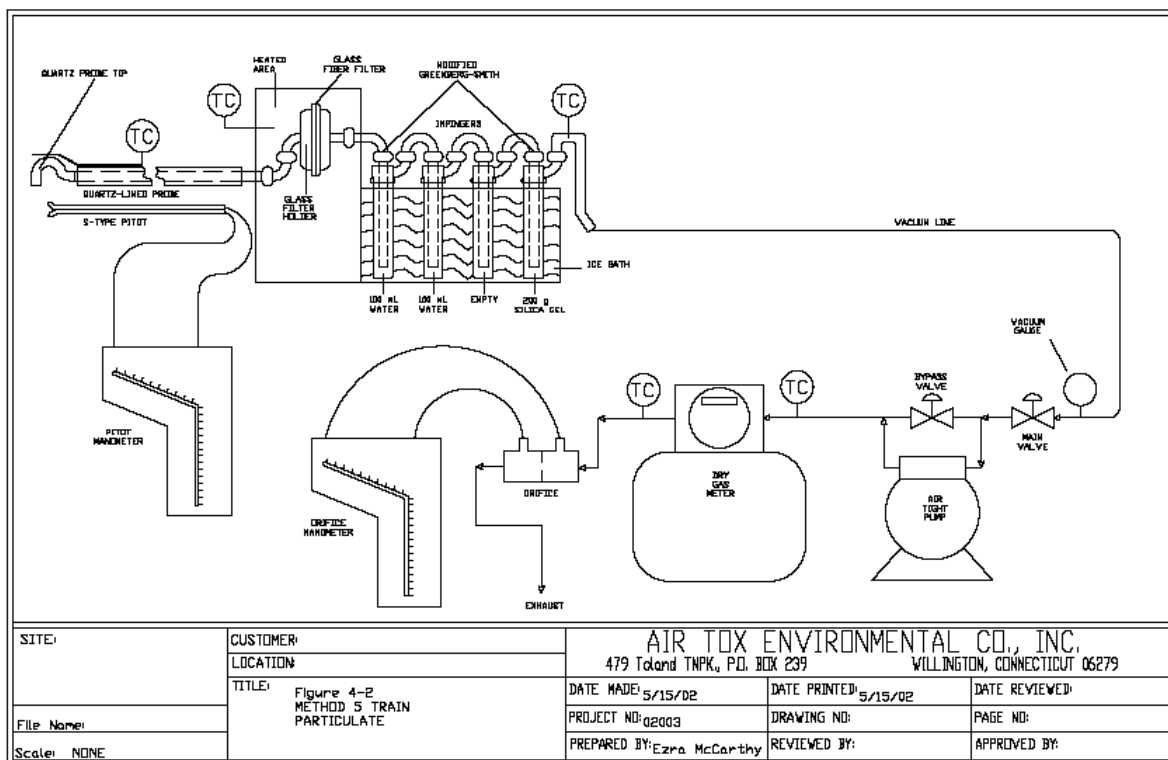 QUARTZ PROBE TOP
HEATED
AREA
GLASS
FIBER FILTER
MODIFIED
GREENBERG-SMITH
IMPINGERS
TC
TC
TC
QUARTZ-LINED PROBE
S-TYPE PITOT
GLASS
FILTER
HOLDER
VACUUM LINE
ICE BATH
100 ML
WATER
100 ML
WATER
EMPTY
200 G
SILICA GEL
VACUUM
GAUGE
BYPASS
VALVE
MAIN
VALVE
TC
TC
PITOT
MANOMETER
ORIFICE
DRY
GAS
METER
AIR
TIGHT
PUMP
ORIFICE
MANOMETER
EXHAUST
SITE:
CUSTOMER:
LOCATION:
TITLE:
Figure 4-2
METHOD 5 TRAIN
PARTICULATE
File Name:
Scale: NONE
AIR TOX ENVIRONMENTAL CO., INC.
479 Toland TNPK., P.O. BOX 239 WILLINGTON, CONNECTICUT 06279
DATE MADE: 5/15/02 DATE PRINTED: 5/15/02 DATE REVIEWED:
PROJECT NO: 02003 DRAWING NO: PAGE NO:
PREPARED BY: Ezra McCarthy REVIEWED BY: APPROVED BY: